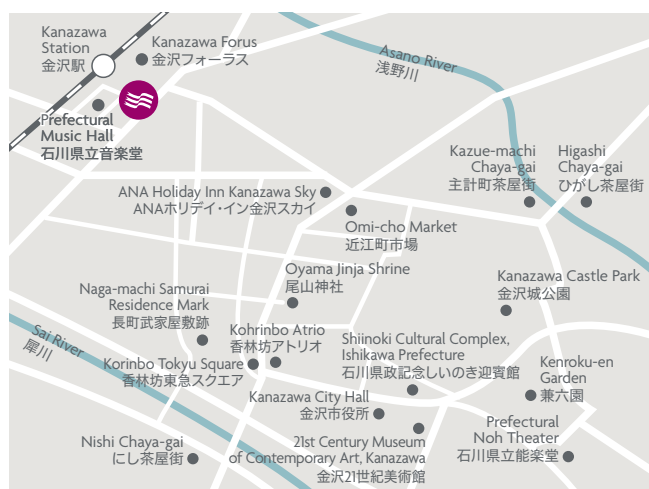 Kanazawa
Station
金沢駅
Kanazawa Forus
金沢フォーラス
Asano River
浅野川
Prefectural
Music Hall
石川県立音楽堂
Kazue-machi
Chaya-gai
主計町茶屋街
Higashi
Chaya-gai
ひがし茶屋街
ANA Holiday Inn Kanazawa Sky
ANAホリデイ・イン金沢スカイ
Omi-cho Market
近江町市場
Oyama Jinja Shrine
尾山神社
Kanazawa Castle Park
金沢城公園
Naga-machi Samurai
Residence Mark
長町武家屋敷跡
Sai River
犀川
Kohrinbo Atrio
香林坊アトリオ
Shiinoki Cultural Complex,
Ishikawa Prefecture
石川県政記念しいのき迎賓館
Korinbo Tokyu Square
香林坊東急スクエア
Kenroku-en
Garden
兼六園
Kanazawa City Hall
金沢市役所
Prefectural
Noh Theater
石川県立能楽堂
Nishi Chaya-gai
にし茶屋街
21st Century Museum
of Contemporary Art, Kanazawa
金沢21世紀美術館